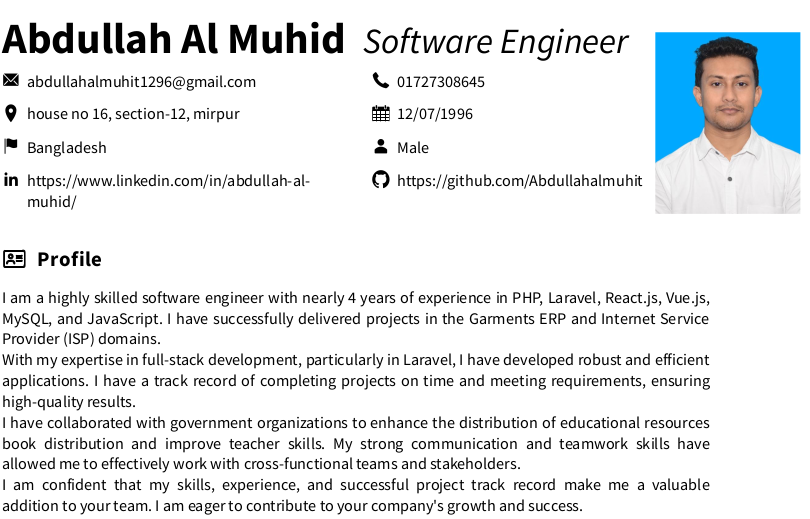 Abdullah Al Muhid Software Engineer
abdullahalmuhit1296@gmail.com 01727308645
house no 16, section-12, mirpur 12/07/1996
Bangladesh Male
https://www.linkedin.com/in/abdullah-al- https://github.com/Abdullahalmuhit
muhid/
Profile
I am a highly skilled software engineer with nearly 4 years of experience in PHP, Laravel, React.js, Vue.js,
MySQL, and JavaScript. I have successfully delivered projects in the Garments ERP and Internet Service
Provider (ISP) domains.
With my expertise in full-stack development, particularly in Laravel, I have developed robust and efficient
applications. I have a track record of completing projects on time and meeting requirements, ensuring
high-quality results.
I have collaborated with government organizations to enhance the distribution of educational resources
book distribution and improve teacher skills. My strong communication and teamwork skills have
allowed me to effectively work with cross-functional teams and stakeholders.
I am confident that my skills, experience, and successful project track record make me a valuable
addition to your team. I am eager to contribute to your company's growth and success.